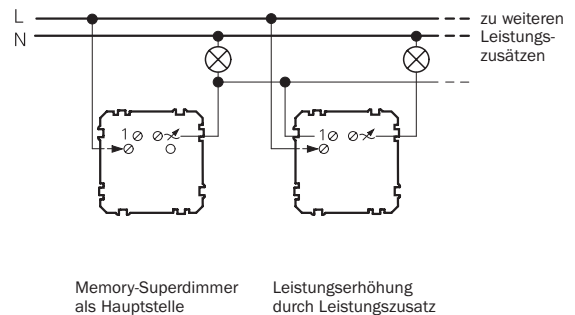 L
N
zu weiteren
Leistungs-
zusätzen
1
1
Memory-Superdimmer
als Hauptstelle
Leistungserhöhung
durch Leistungszusatz